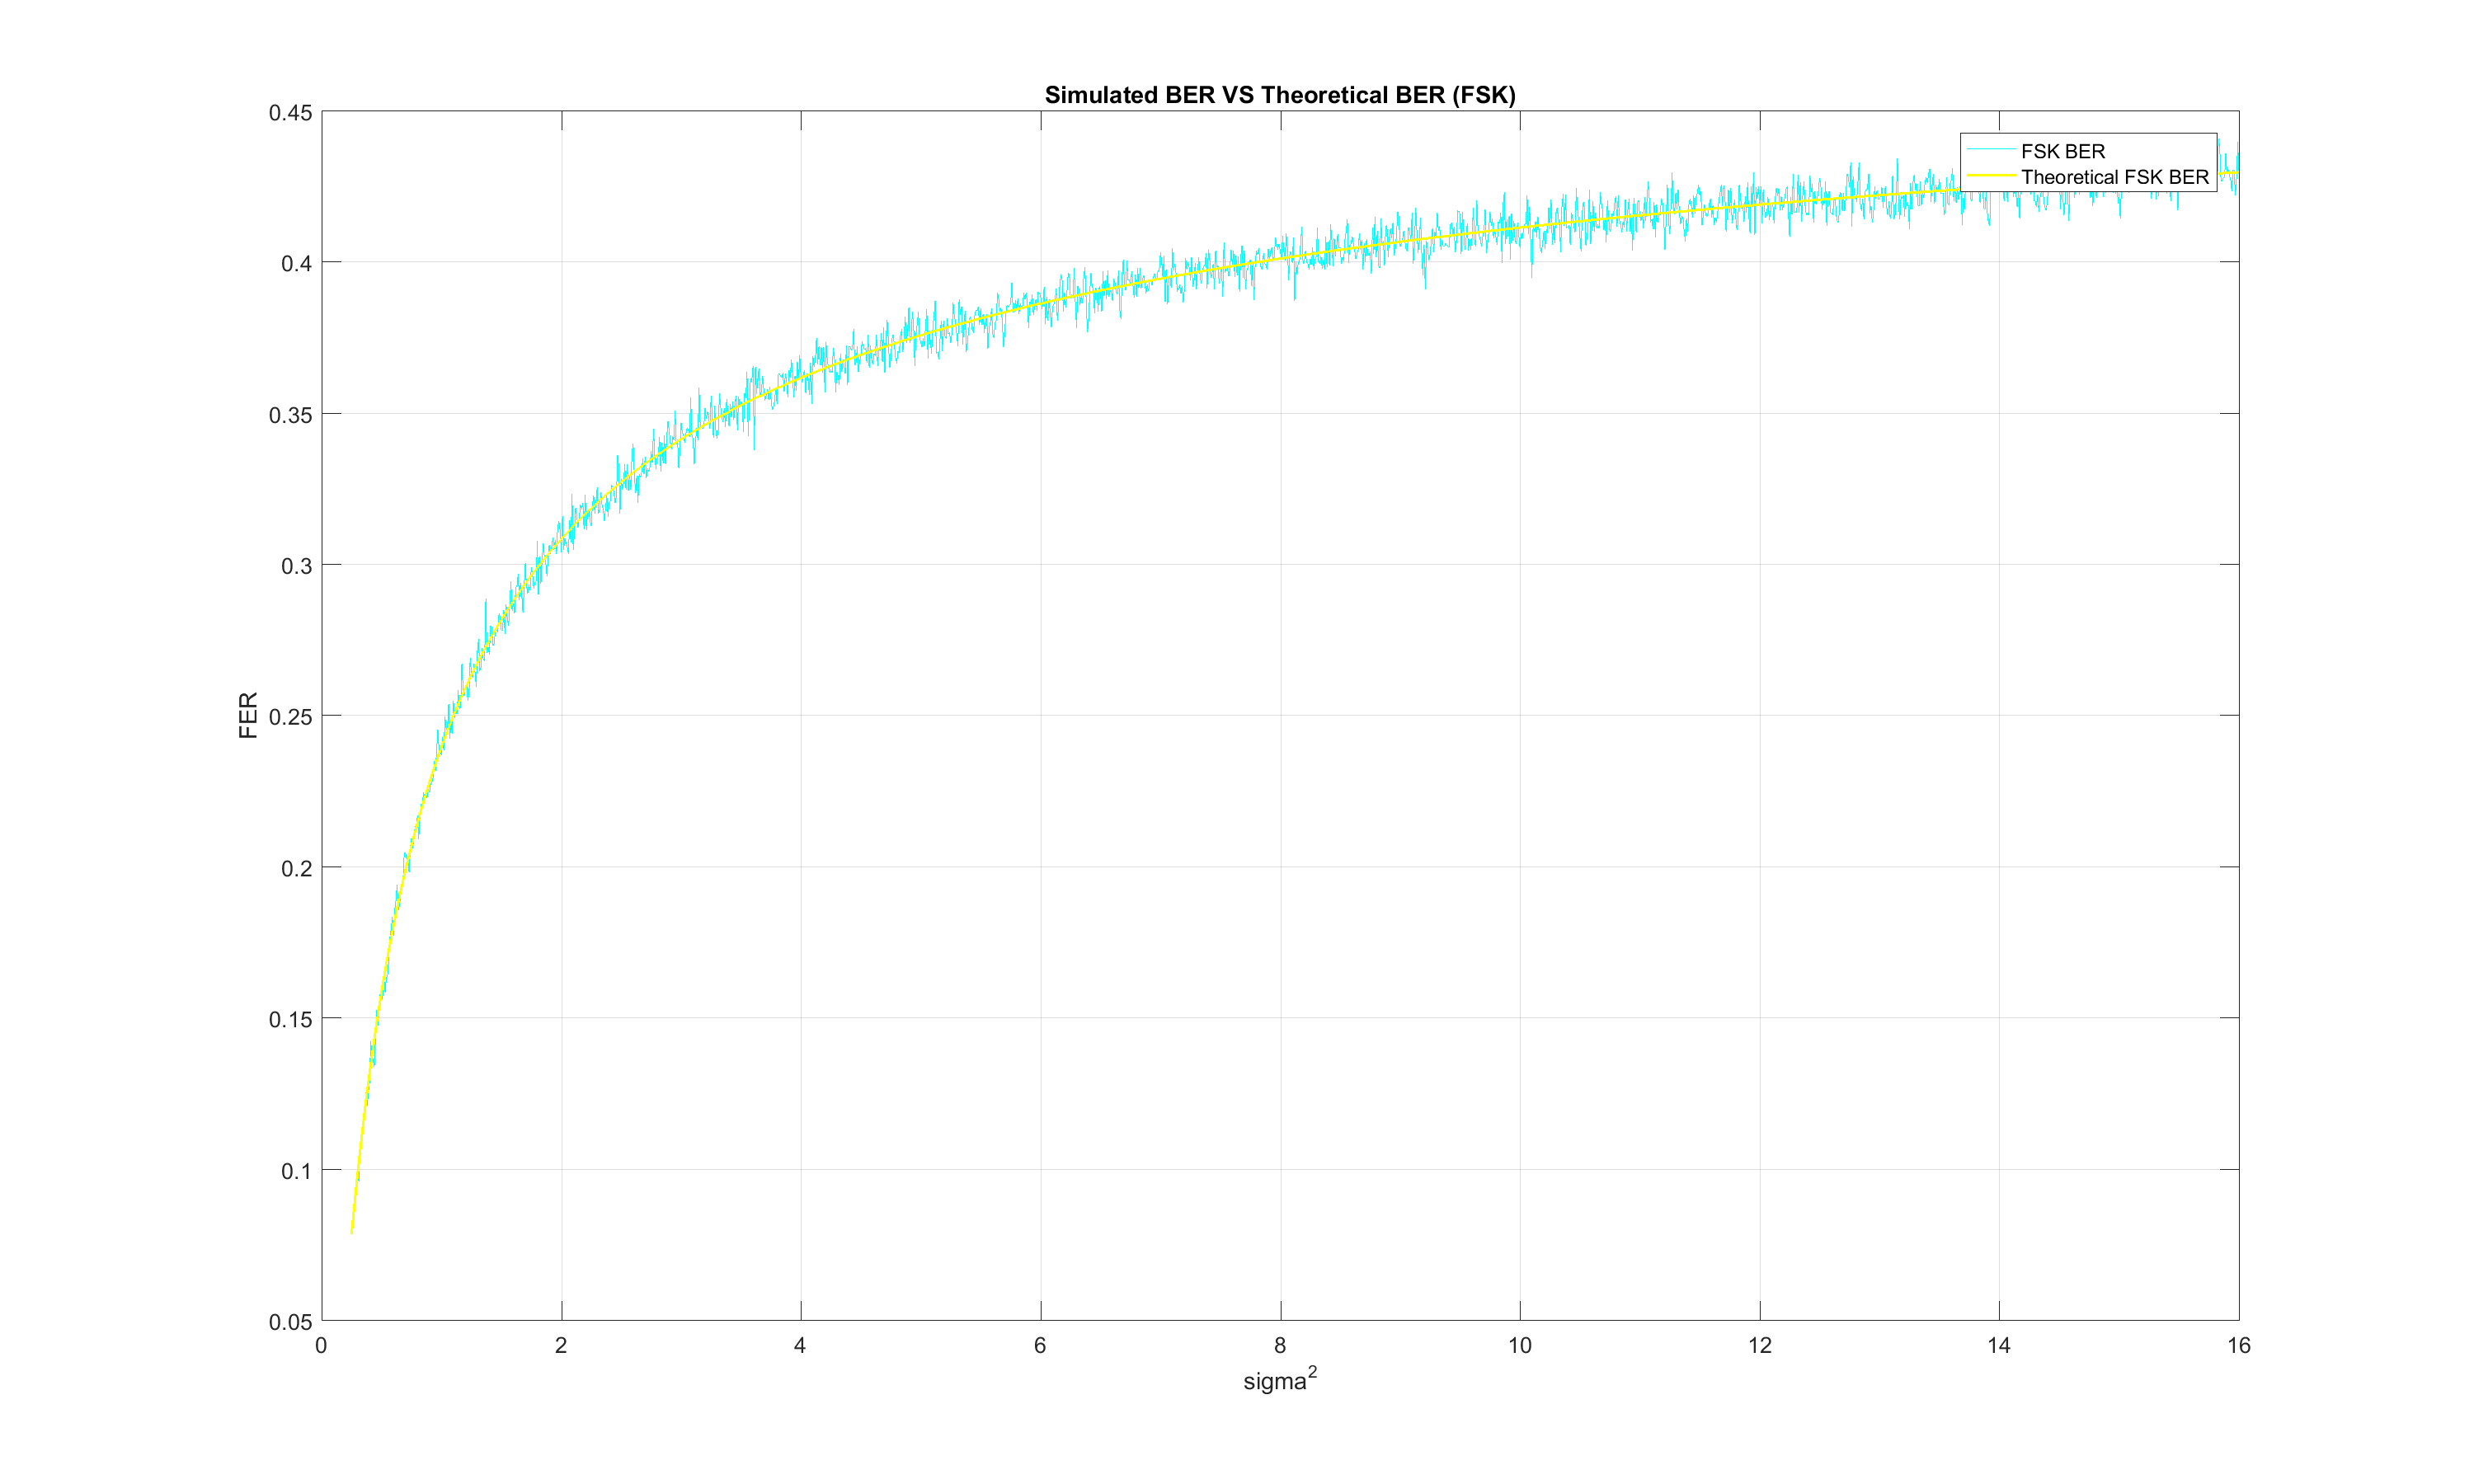 Simulated BER VS Theoretical BER (FSK)
0.45
0.4
0.35
0.3
0.25
0.2
0.15
0.1
0.05
FER
FSK BER
Theoretical FSK BER
0 2 4 6 8 10 12 14 16
sigma²